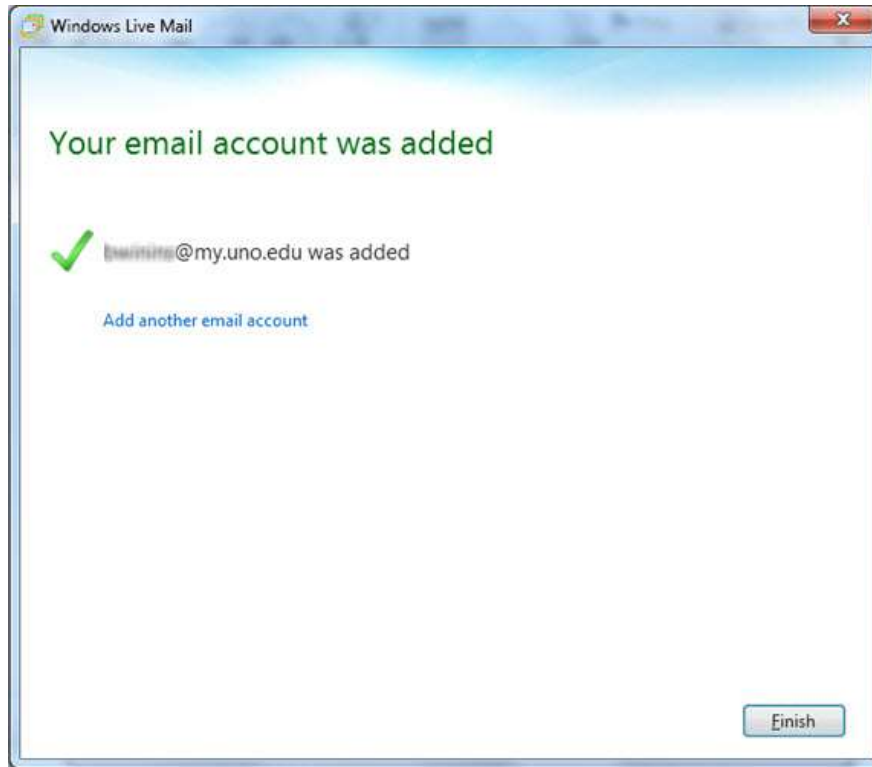 Windows Live Mail
Your email account was added
@my.uno.edu was added
Add another email account
Finish